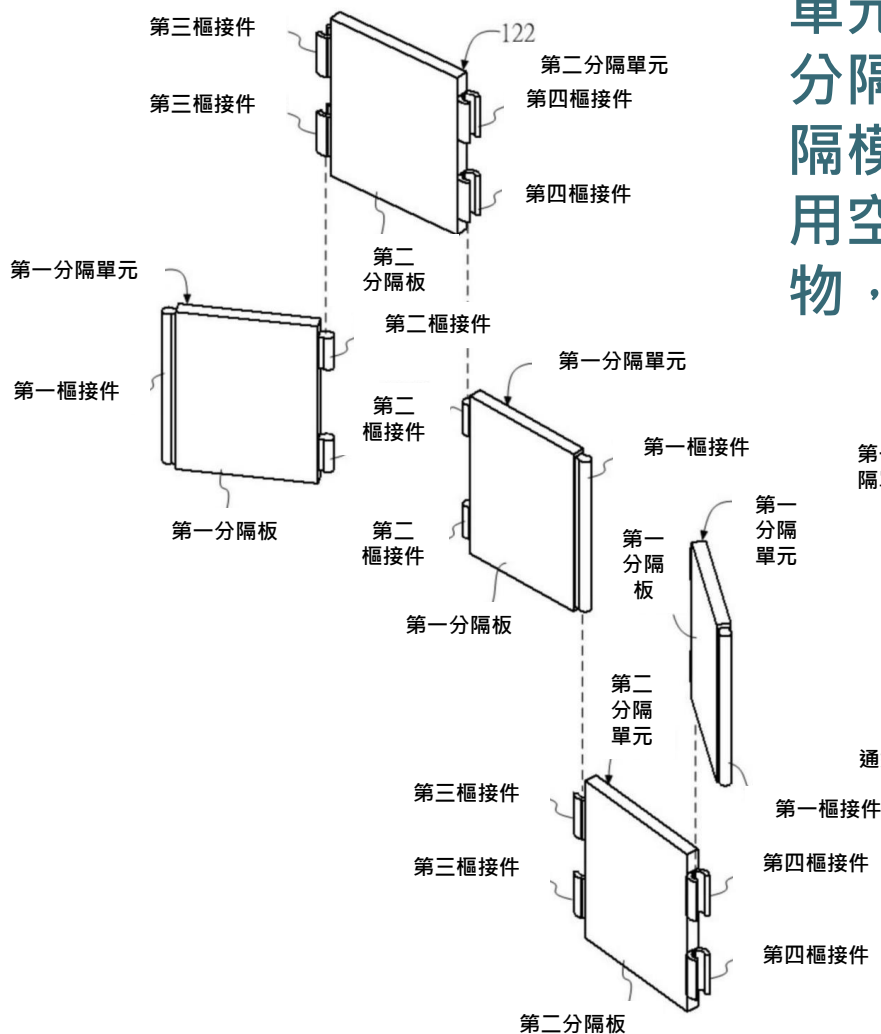 單元
分隔
隔模
用空
物，
第三樞接件
122
第二分隔單元
第三樞接件
第四樞接件
第四樞接件
第二
分隔板
第一分隔單元
第二樞接件
第一樞接件
第一分隔單元
第二
樞接件
第一樞接件
第一分隔板
第二
樞接件
第一
分隔
板
第一
分隔
單元
第一分隔板
第二
分隔
單元
通
第三樞接件
第一樞接件
第三樞接件
第四樞接件
第四樞接件
第二分隔板